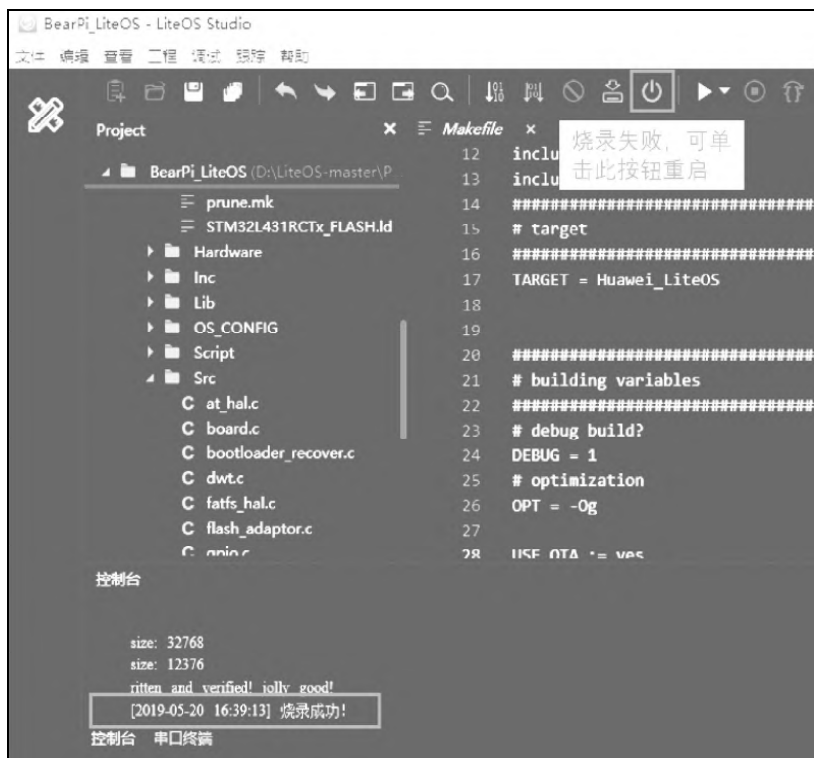 BearPi_LiteOS - LiteOS Studio
文件 编辑 查看 工程 调试 跟踪 帮助
Project
Makefile
烧录失败，可单
击此按钮重启
BearPi_LiteOS (D:\LiteOS-master\P
prune.mk
STM32L431RCTx_FLASH.ld
Hardware
Inc
Lib
OS_CONFIG
Script
Src
C at_hal.c
C board.c
C bootloader_recover.c
C dwt.c
C fatfs_hal.c
C flash_adaptor.c
C gpio.c
12 inclu
13 inclu
14 ################################
15 # target
16 ################################
17 TARGET = Huawei_LiteOS
18
19
20 ################################
21 # building variables
22 ################################
23 # debug build?
24 DEBUG = 1
25 # optimization
26 OPT = -Og
27
28 USE_OTA := yes
控制台
size: 32768
size: 12376
ritten and verified! jolly good!
[2019-05-20 16:39:13] 烧录成功!
控制台 串口终端